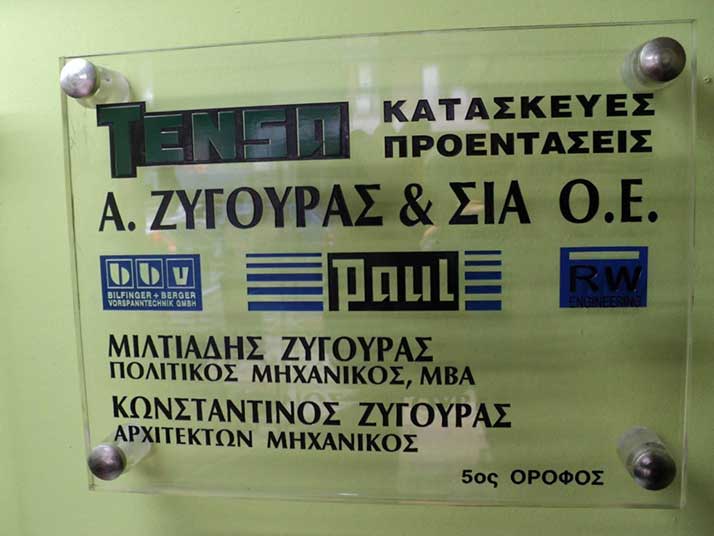 TENSA
ΚΑΤΑΣΚΕΥΕΣ
ΠΡΟΕΝΤΑΣΕΙΣ
Α. ΖΥΓΟΥΡΑΣ & ΣΙΑ Ο.Ε.
bbv
BILFINGER + BERGER
VORSPANNTECHNIK GMBH
Paul
RW
ENGINEERING
ΜΙΛΤΙΑΔΗΣ ΖΥΓΟΥΡΑΣ
ΠΟΛΙΤΙΚΟΣ ΜΗΧΑΝΙΚΟΣ, MBA
ΚΩΝΣΤΑΝΤΙΝΟΣ ΖΥΓΟΥΡΑΣ
ΑΡΧΙΤΕΚΤΩΝ ΜΗΧΑΝΙΚΟΣ
5ος ΟΡΟΦΟΣ